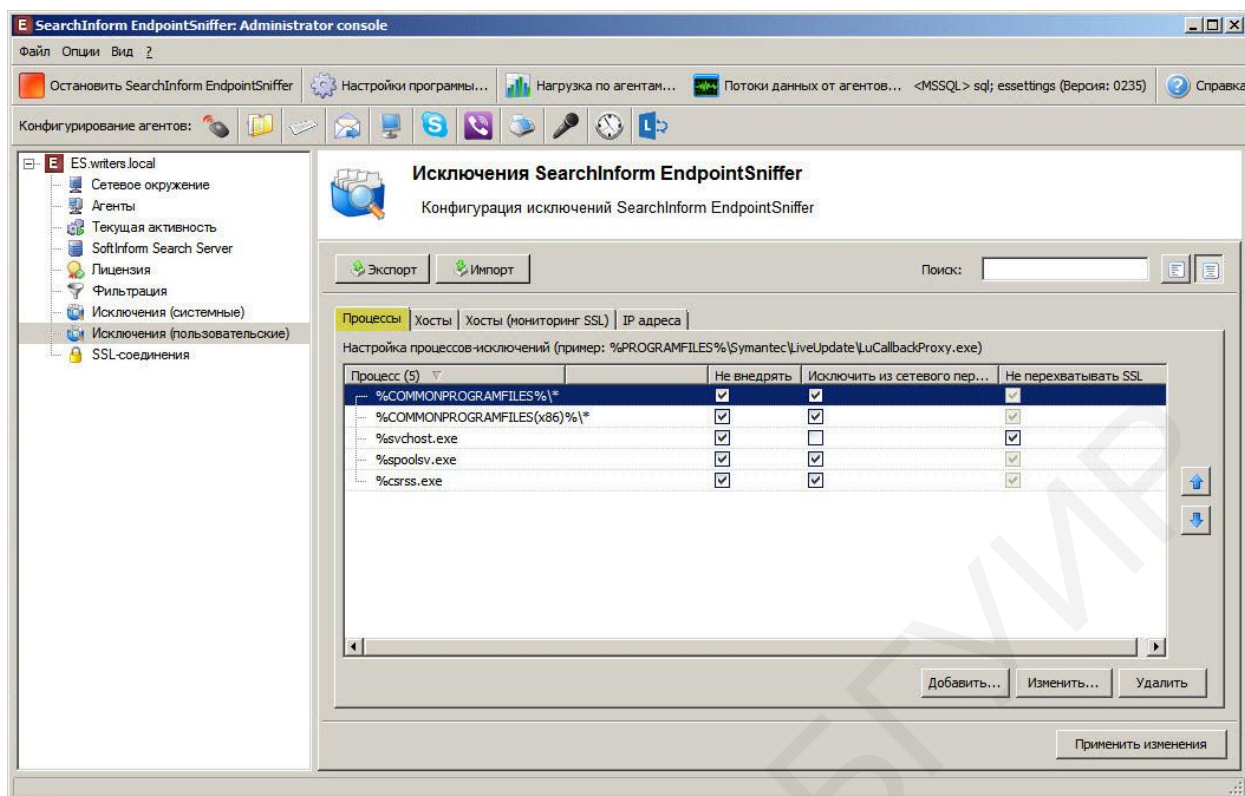 SearchInform EndpointSniffer: Administrator console
Файл Опции Вид ?
Остановить SearchInform EndpointSniffer Настройки программы... Нагрузка по агентам... Потоки данных от агентов... <MSSQL> sql; essettings (Версия: 0235) Справка
Конфигурирование агентов:
ES.writers.local
Сетевое окружение
Агенты
Текущая активность
SoftInform Search Server
Лицензия
Фильтрация
Исключения (системные)
Исключения (пользовательские)
SSL-соединения
Исключения SearchInform EndpointSniffer
Конфигурация исключений SearchInform EndpointSniffer
Экспорт Импорт Поиск:
Процессы Хосты Хосты (мониторинг SSL) IP адреса
Настройка процессов-исключений (пример: %PROGRAMFILES%\Symantec\LiveUpdate\LuCallbackProxy.exe)
Процесс (5) Не внедрять Исключить из сетевого пер... Не перехватывать SSL
%COMMONPROGRAMFILES%\*
%COMMONPROGRAMFILES(x86)%\*
%svchost.exe
%spoolsv.exe
%csrss.exe
Добавить... Изменить... Удалить
Применить изменения
БГУИР